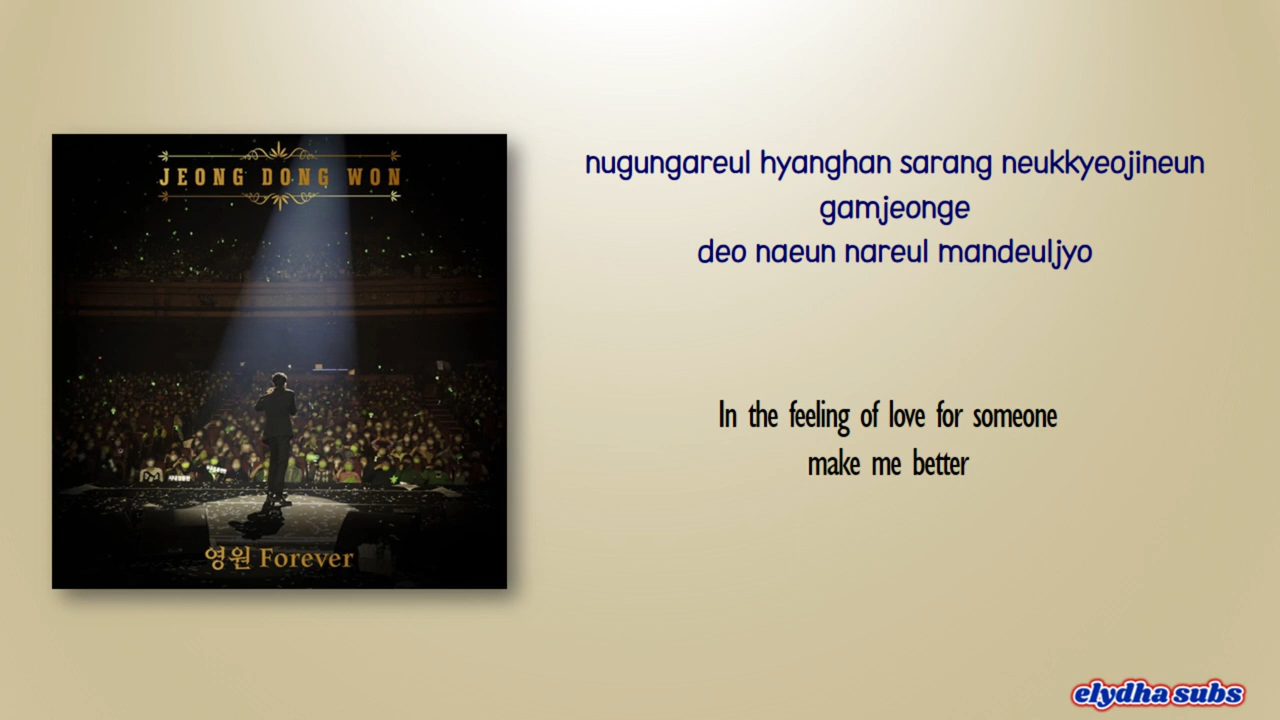 JEONG DONG WON
영원 Forever
nugungareul hyanghan sarang neukkyeojineun
gamjeonge
deo naeun nareul mandeuljyo
In the feeling of love for someone
make me better
elydha subs